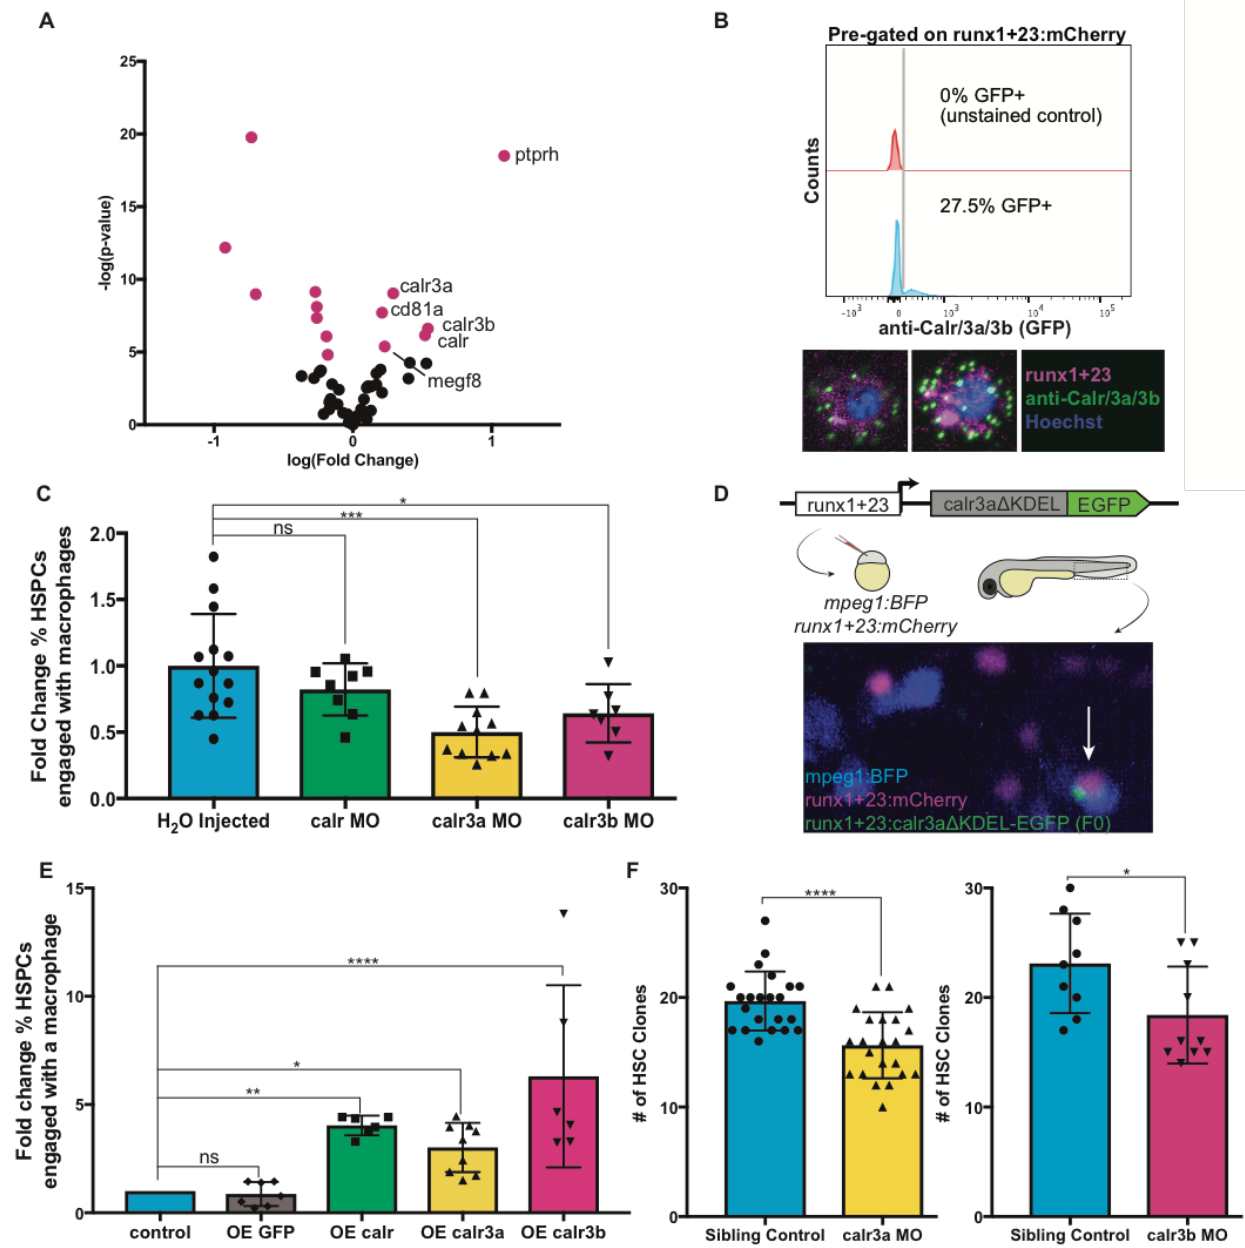 A
25
20
15
10
5
0
-log(p-value)
ptprh
calr3a
cd81a
calr3b
calr
megf8
-1
0
1
log(Fold Change)
B
Pre-gated on runx1+23:mCherry
0% GFP+
(unstained control)
27.5% GFP+
Counts
-10³
0
10³
10⁴
10⁵
anti-Calr/3a/3b (GFP)
runx1+23
anti-Calr/3a/3b
Hoechst
C
*
***
ns
2.0
1.5
1.0
0.5
0.0
Fold Change % HSPCs
engaged with macrophages
H₂O Injected
calr MO
calr3a MO
calr3b MO
D
runx1+23
calr3aΔKDEL
EGFP
mpeg1:BFP
runx1+23:mCherry
mpeg1:BFP
runx1+23:mCherry
runx1+23:calr3aΔKDEL-EGFP (F0)
E
15
10
5
0
Fold change % HSPCs
engaged with a macrophage
****
*
**
ns
control
OE GFP
OE calr
OE calr3a
OE calr3b
F
30
20
10
0
# of HSC Clones
****
Sibling Control
calr3a MO
30
20
10
0
# of HSC Clones
*
Sibling Control
calr3b MO